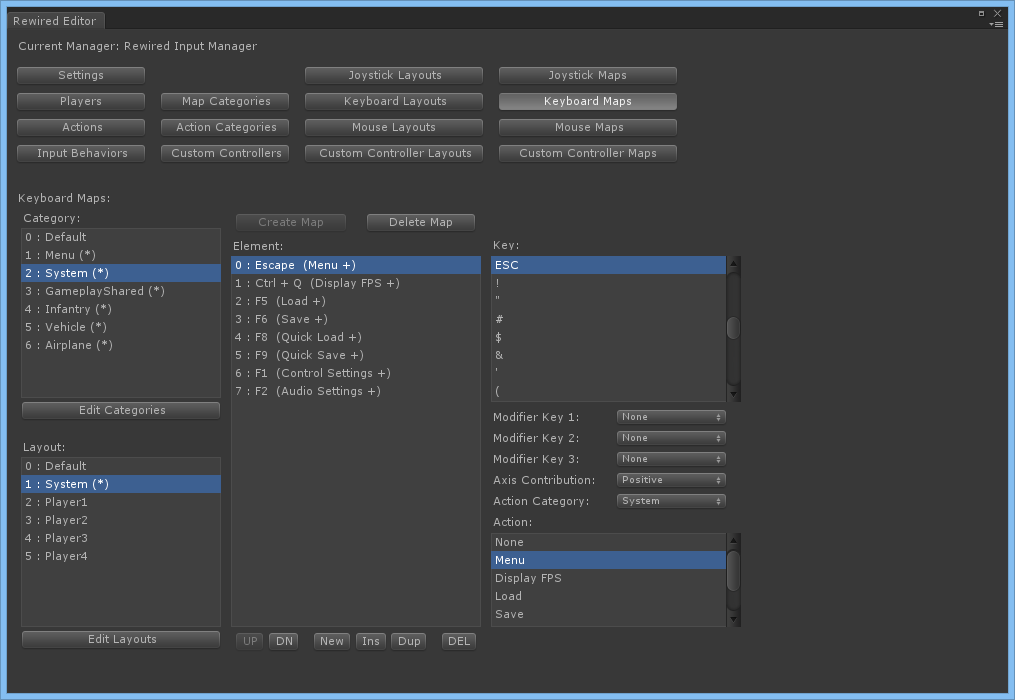 Rewired Editor
Current Manager: Rewired Input Manager
Settings Joystick Layouts Joystick Maps
Players Map Categories Keyboard Layouts Keyboard Maps
Actions Action Categories Mouse Layouts Mouse Maps
Input Behaviors Custom Controllers Custom Controller Layouts Custom Controller Maps
Keyboard Maps:
Category:
0 : Default
1 : Menu (*)
2 : System (*)
3 : GameplayShared (*)
4 : Infantry (*)
5 : Vehicle (*)
6 : Airplane (*)
Edit Categories
Layout:
0 : Default
1 : System (*)
2 : Player1
3 : Player2
4 : Player3
5 : Player4
Edit Layouts
Create Map Delete Map
Element:
0 : Escape (Menu +)
1 : Ctrl + Q (Display FPS +)
2 : F5 (Load +)
3 : F6 (Save +)
4 : F8 (Quick Load +)
5 : F9 (Quick Save +)
6 : F1 (Control Settings +)
7 : F2 (Audio Settings +)
UP DN New Ins Dup DEL
Key:
ESC
!
"
#
$
&
'
(
Modifier Key 1: None
Modifier Key 2: None
Modifier Key 3: None
Axis Contribution: Positive
Action Category: System
Action:
None
Menu
Display FPS
Load
Save